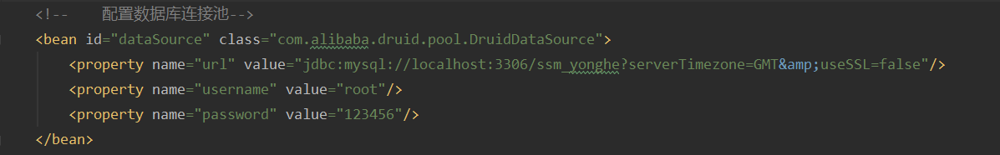 <!--    配置数据库连接池-->
<bean id="dataSource" class="com.alibaba.druid.pool.DruidDataSource">
    <property name="url" value="jdbc:mysql://localhost:3306/ssm_yonghe?serverTimezone=GMT&amp;useSSL=false"/>
    <property name="username" value="root"/>
    <property name="password" value="123456"/>
</bean>